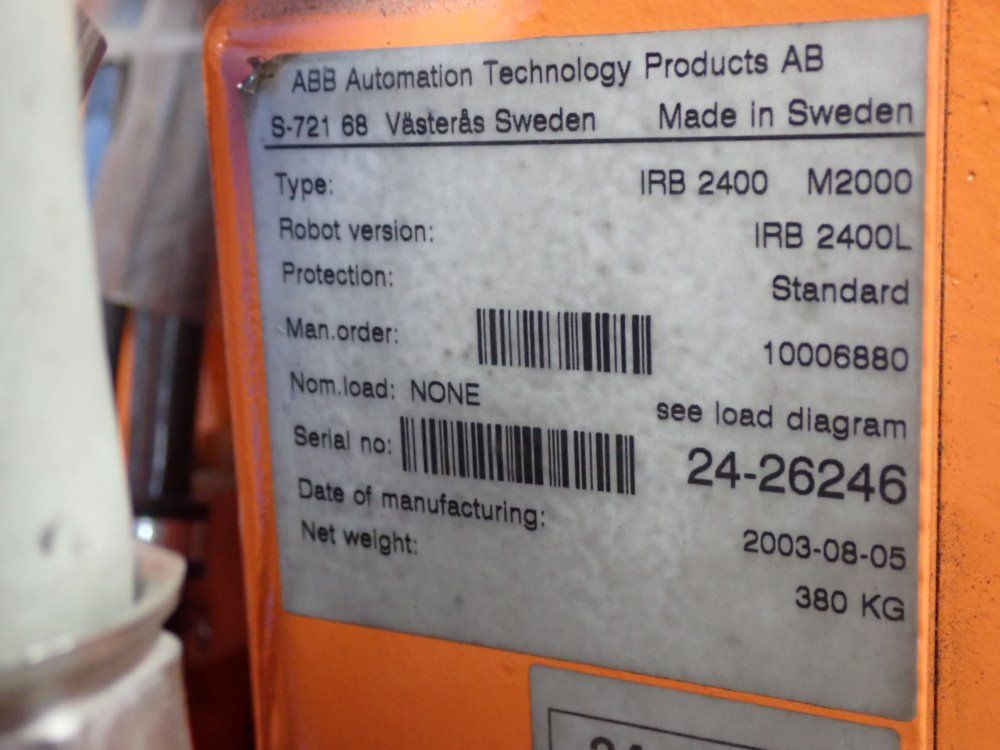 ABB Automation Technology Products AB
S-721 68 Västerås Sweden Made in Sweden
Type: IRB 2400 M2000
Robot version: IRB 2400L
Protection: Standard
Man.order: 10006880
Nom.load: NONE see load diagram
Serial no: 24-26246
Date of manufacturing: 2003-08-05
Net weight: 380 KG